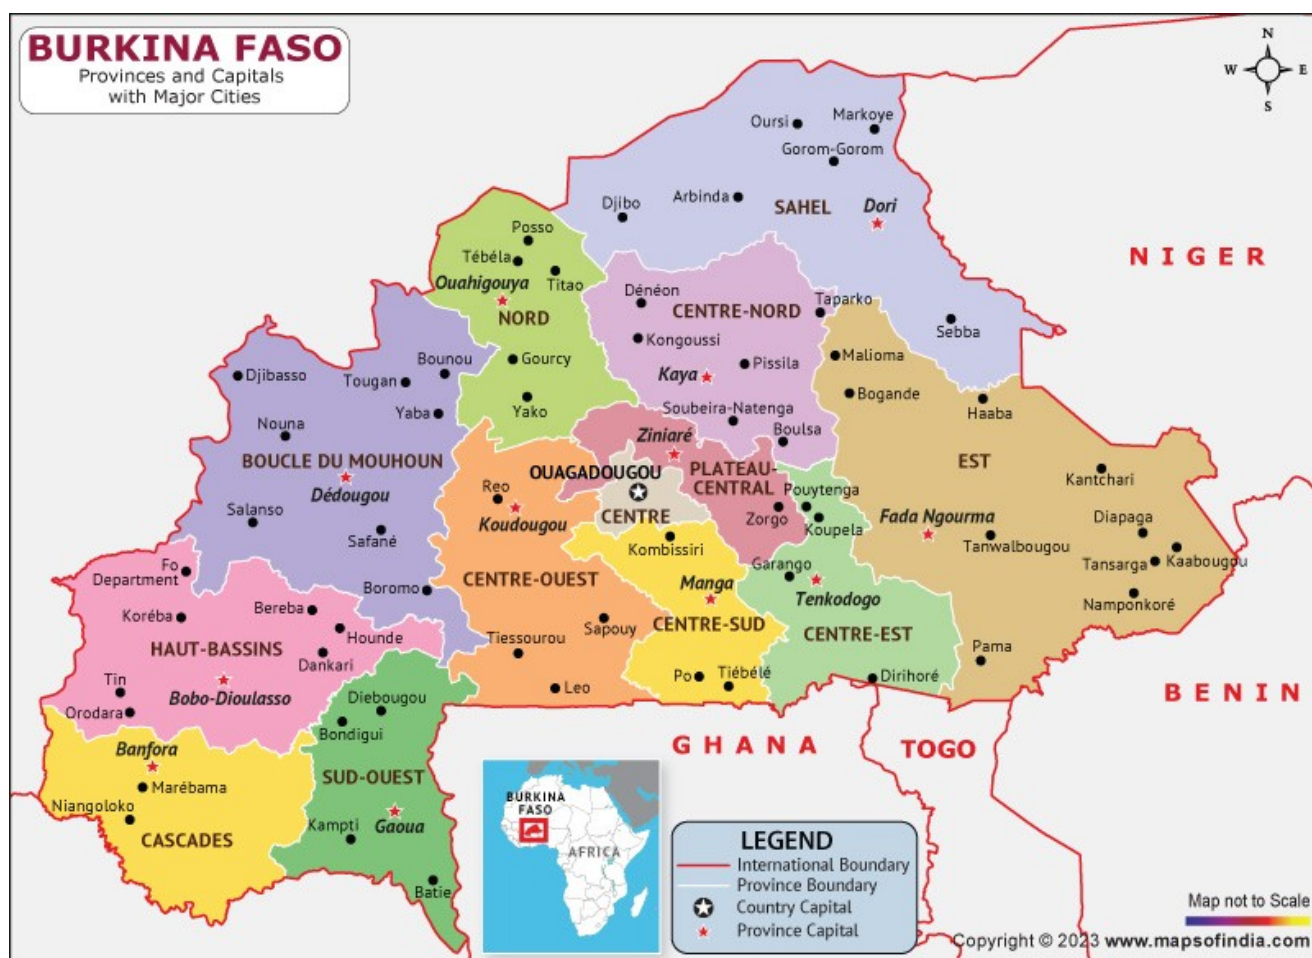 BURKINA FASO
Provinces and Capitals
with Major Cities
N
W
E
S
Oursi
Markoye
Gorom-Gorom
Arbinda
Djibo
SAHEL
Dori
Sebba
NIGER
Posso
Tébéla
Ouahigouya
Titao
NORD
Gourcy
Yako
Dénéon
CENTRE-NORD
Taparko
Kongoussi
Pissila
Kaya
Soubeira-Natenga
Boulsa
Malioma
Bogande
Haaba
EST
Kantchari
Fada Ngourma
Tanwalbougou
Diapaga
Kaabougou
Tansarga
Namponkoré
Pama
Bounou
Djibasso
Tougan
Yaba
Nouna
BOUCLE DU MOUHOUN
Dédougou
Salanso
Safané
Boromo
Ziniaré
OUAGADOUGOU
PLATEAU-
CENTRAL
CENTRE
Zorgo
Pouytenga
Koupela
Reo
Koudougou
CENTRE-OUEST
Sapouy
Tiessourou
Leo
Kombissiri
Manga
CENTRE-SUD
Po
Tiébélé
Garango
Tenkodogo
CENTRE-EST
Dirihoré
Fo
Department
Koréba
Bereba
Hounde
HAUT-BASSINS
Dankari
Tin
Bobo-Dioulasso
Orodara
Banfora
Marébama
Niangoloko
CASCADES
Diebougou
Bondigui
SUD-OUEST
Kampti
Gaoua
Batie
GHANA
TOGO
BENIN
BURKINA
FASO
AFRICA
LEGEND
International Boundary
Province Boundary
Country Capital
Province Capital
Map not to Scale
Copyright © 2023 www.mapsofindia.com